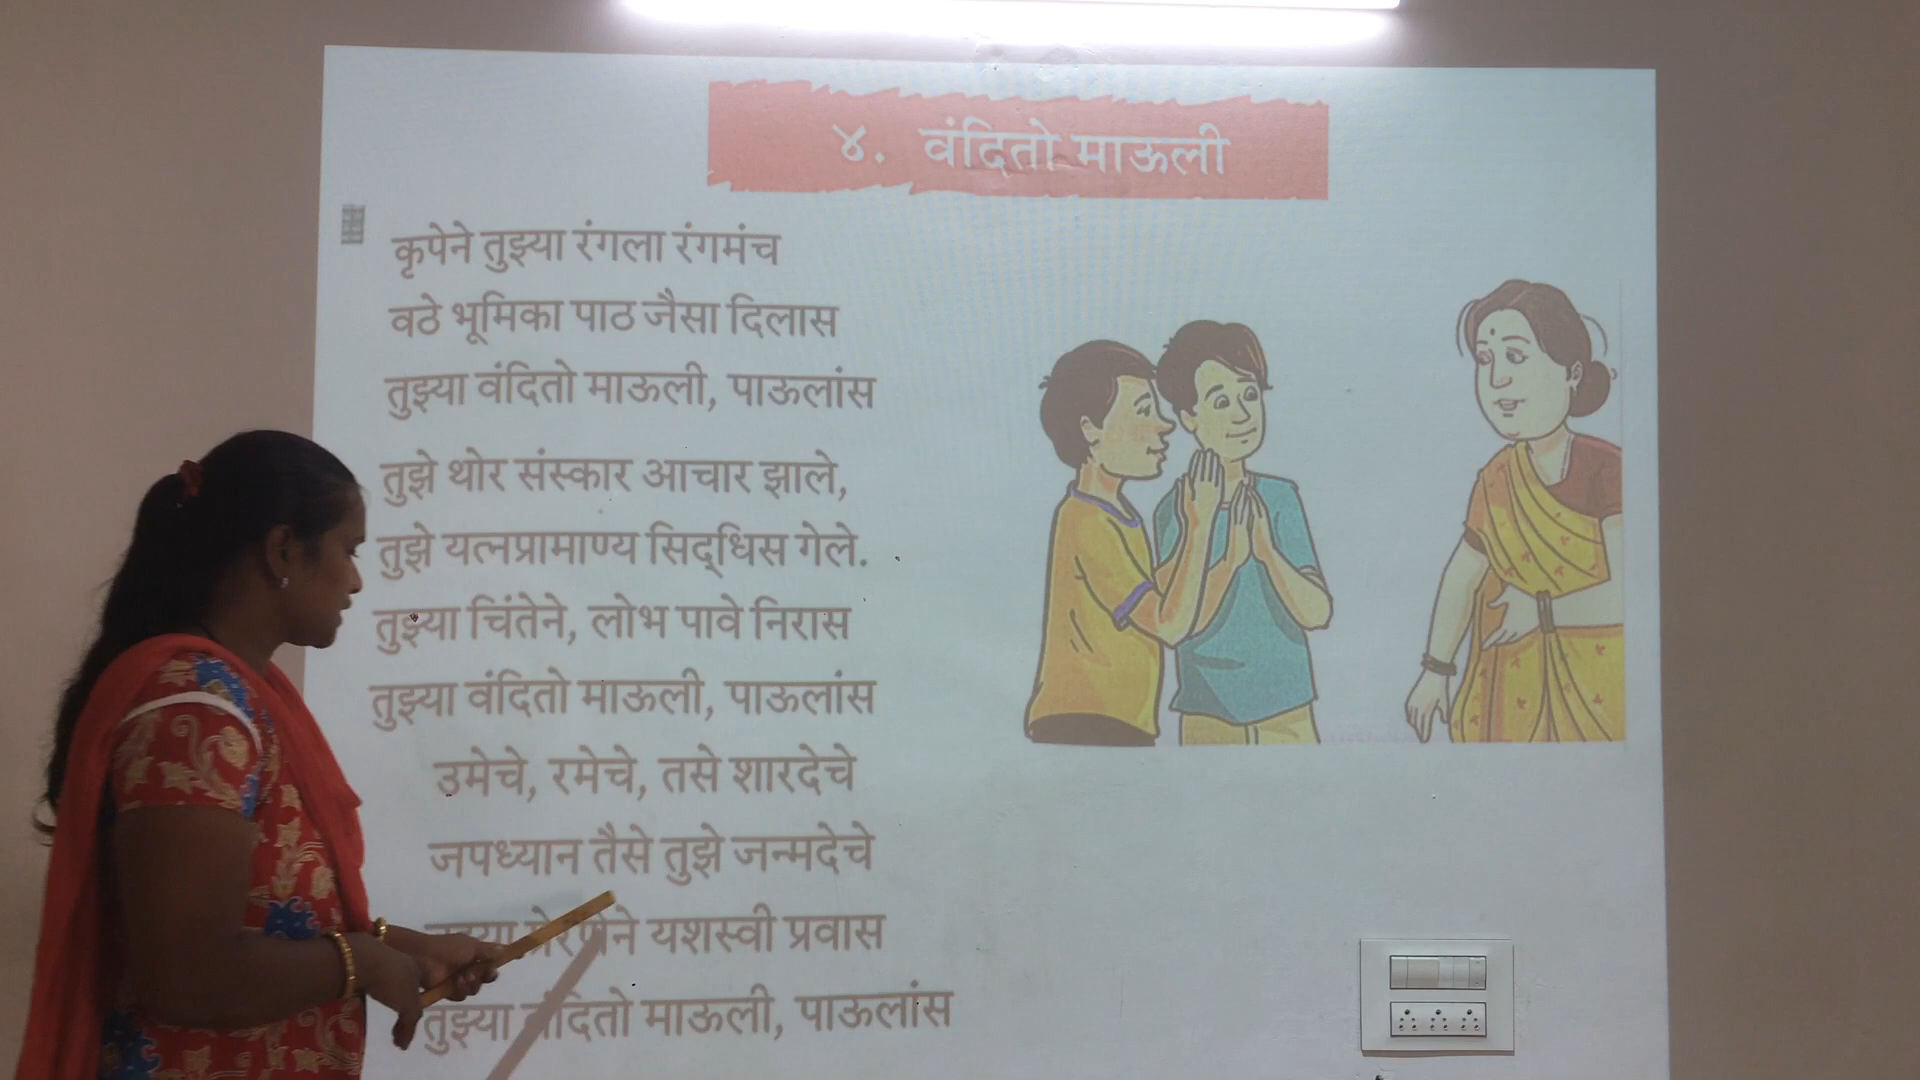 ४. वंदितो माऊली
कृपेने तुझ्या रंगला रंगमंच
वठे भूमिका पाठ जैसा दिलास
तुझ्या वंदितो माऊली, पाऊलांस
तुझे थोर संस्कार आचार झाले,
तुझे यत्नप्रामाण्य सिद्‌धिस गेले.
तुझ्या चिंतेने, लोभ पावे निरास
तुझ्या वंदितो माऊली, पाऊलांस
उमेचे, रमेचे, तसे शारदेचे
जपध्यान तैसे तुझे जन्मदेचे
तुझ्या प्रेरणेने यशस्वी प्रवास
तुझ्या वंदितो माऊली, पाऊलांस